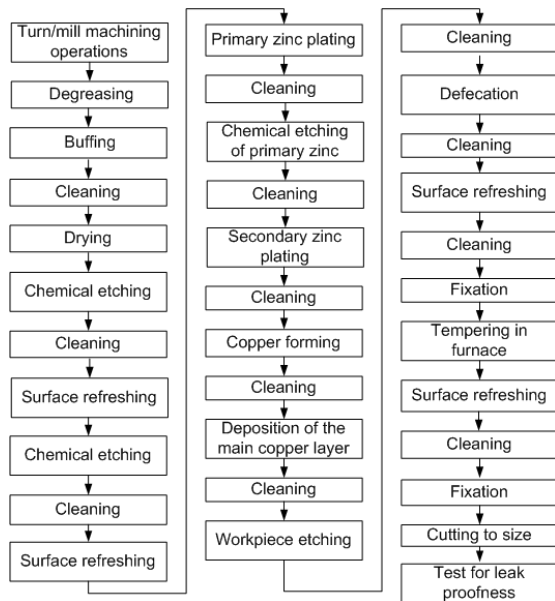 Turn/mill machining
operations
Degreasing
Buffing
Cleaning
Drying
Chemical etching
Cleaning
Surface refreshing
Chemical etching
Cleaning
Surface refreshing
Primary zinc plating
Cleaning
Chemical etching
of primary zinc
Cleaning
Secondary zinc
plating
Cleaning
Copper forming
Cleaning
Deposition of the
main copper layer
Cleaning
Workpiece etching
Cleaning
Defecation
Cleaning
Surface refreshing
Cleaning
Fixation
Tempering in
furnace
Surface refreshing
Cleaning
Fixation
Cutting to size
Test for leak
proofness